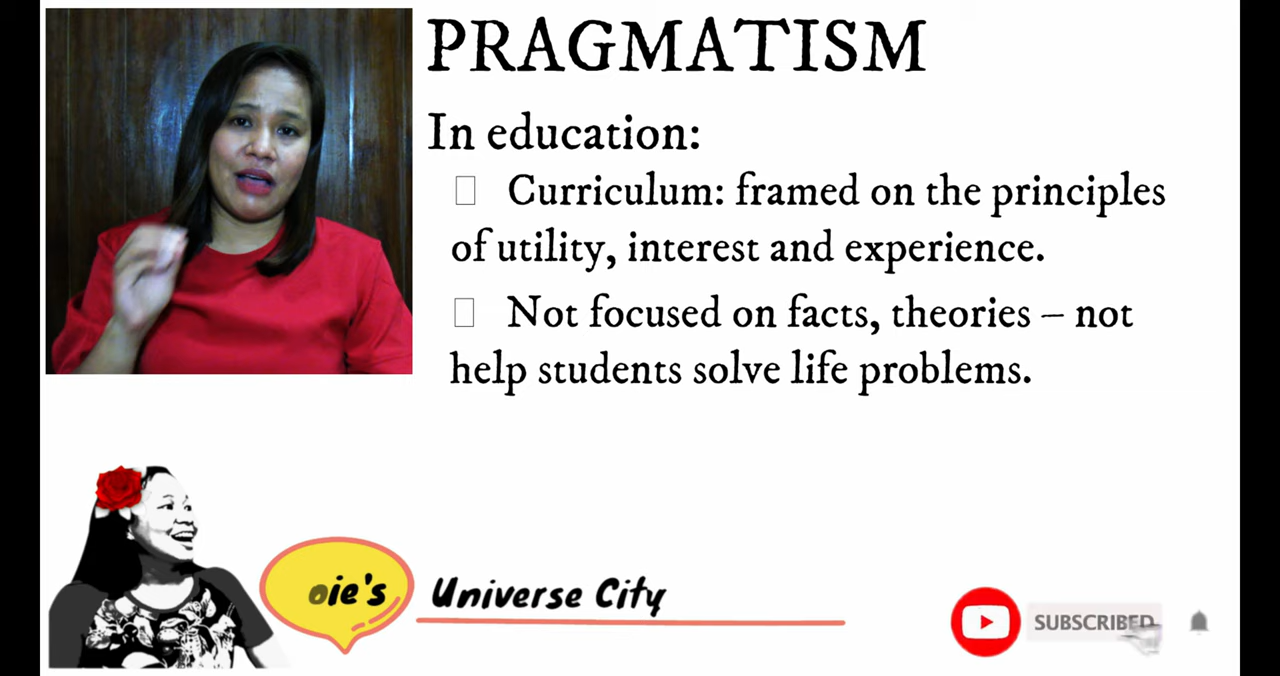 PRAGMATISM
In education:
Curriculum: framed on the principles
of utility, interest and experience.
Not focused on facts, theories – not
help students solve life problems.
oie's Universe City
SUBSCRIBED